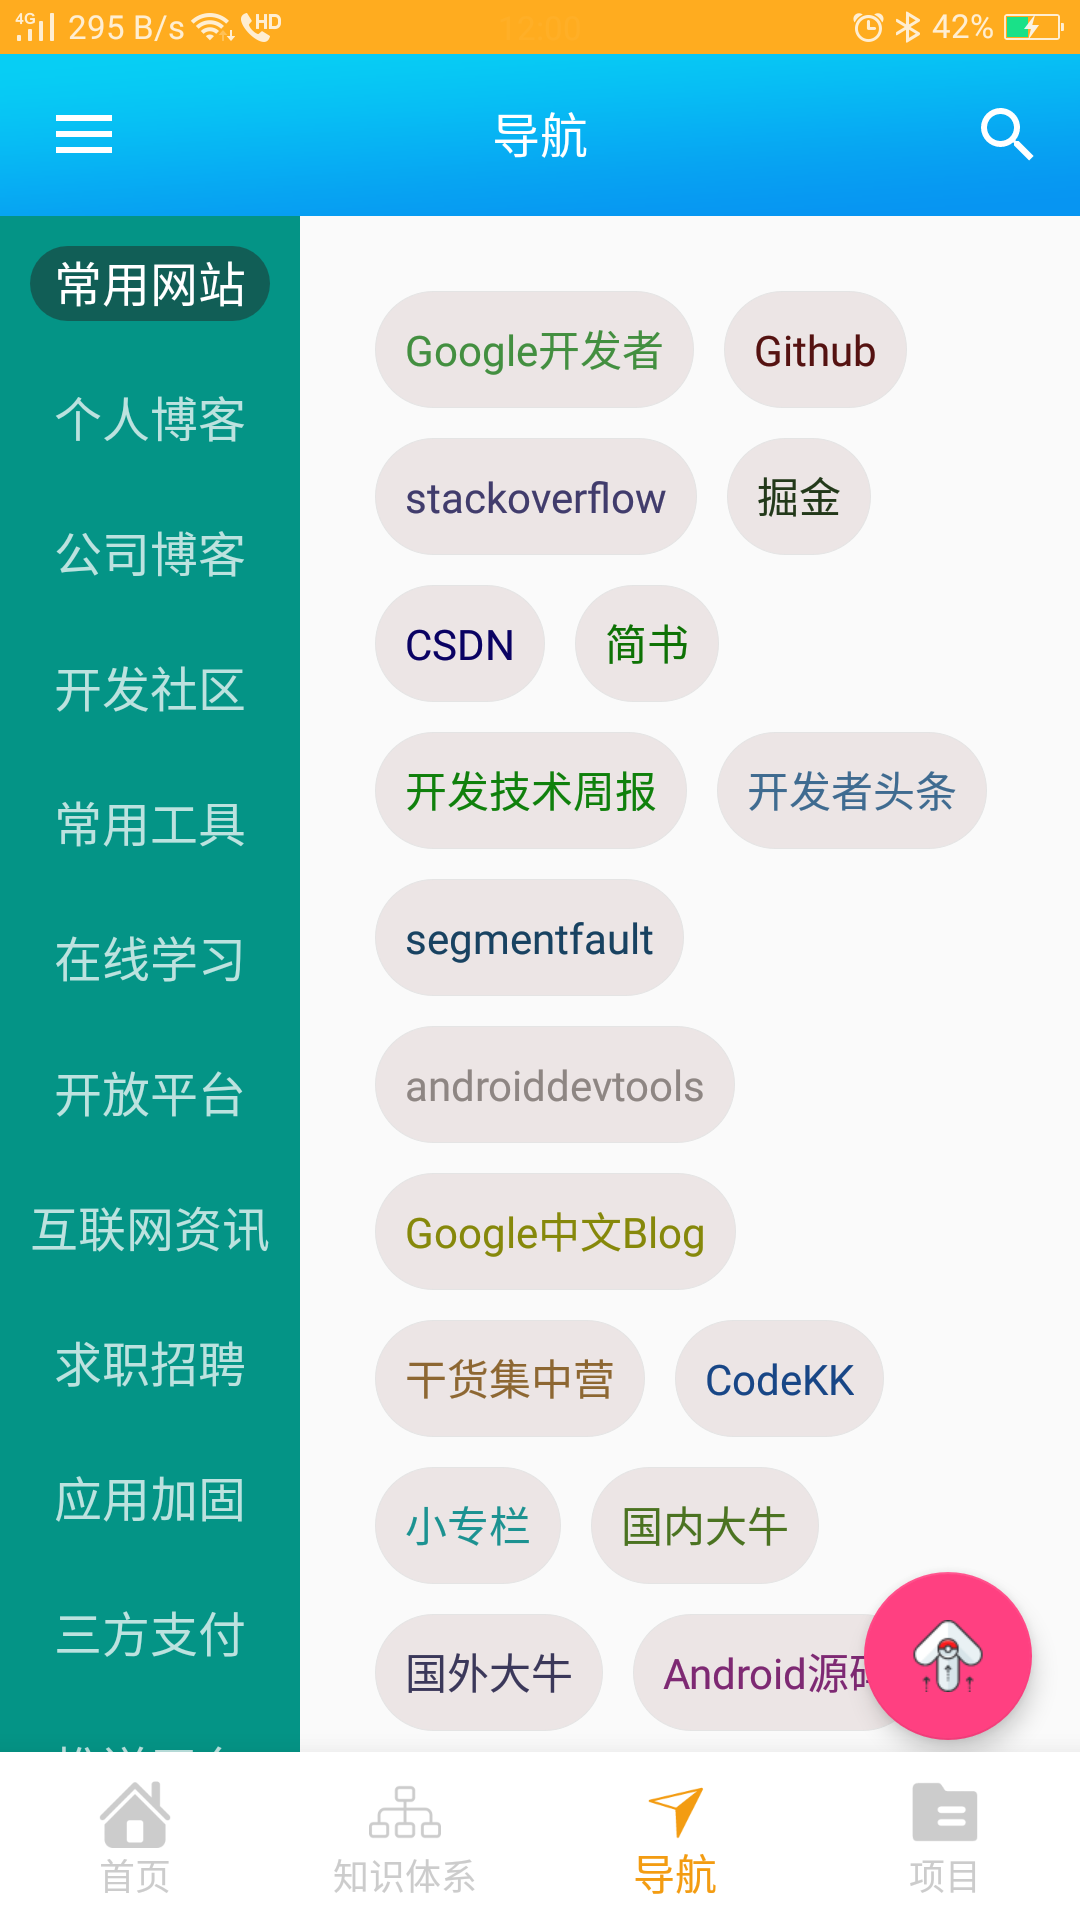 4G 295 B/s HD 42%
导航
常用网站
个人博客
公司博客
开发社区
常用工具
在线学习
开放平台
互联网资讯
求职招聘
应用加固
三方支付
Google开发者 Github
stackoverflow 掘金
CSDN 简书
开发技术周报 开发者头条
segmentfault
androiddevtools
Google中文Blog
干货集中营 CodeKK
小专栏 国内大牛
国外大牛 Android源码
首页 知识体系 导航 项目